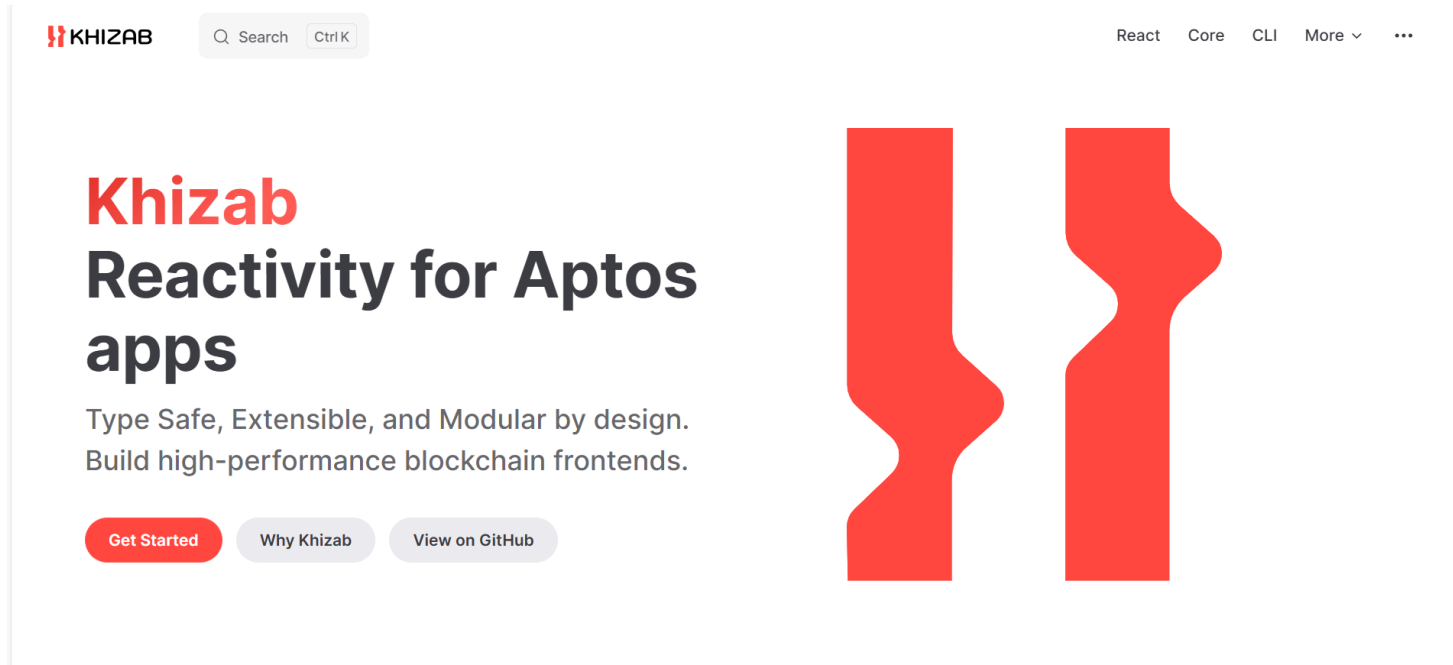 KHIZAB
Search
Ctrl K
React
Core
CLI
More
Khizab
Reactivity for Aptos
apps
Type Safe, Extensible, and Modular by design.
Build high-performance blockchain frontends.
Get Started
Why Khizab
View on GitHub